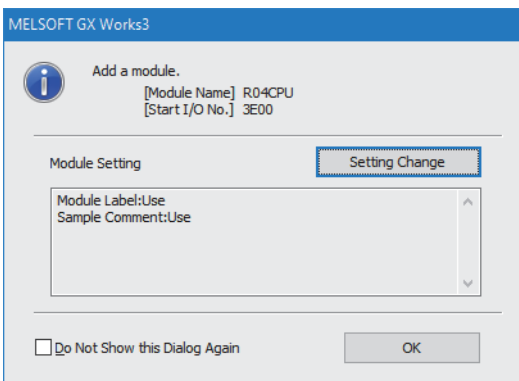 MELSOFT GX Works3
Add a module.
[Module Name] R04CPU
[Start I/O No.] 3E00
Module Setting
Setting Change
Module Label:Use
Sample Comment:Use
Do Not Show this Dialog Again
OK